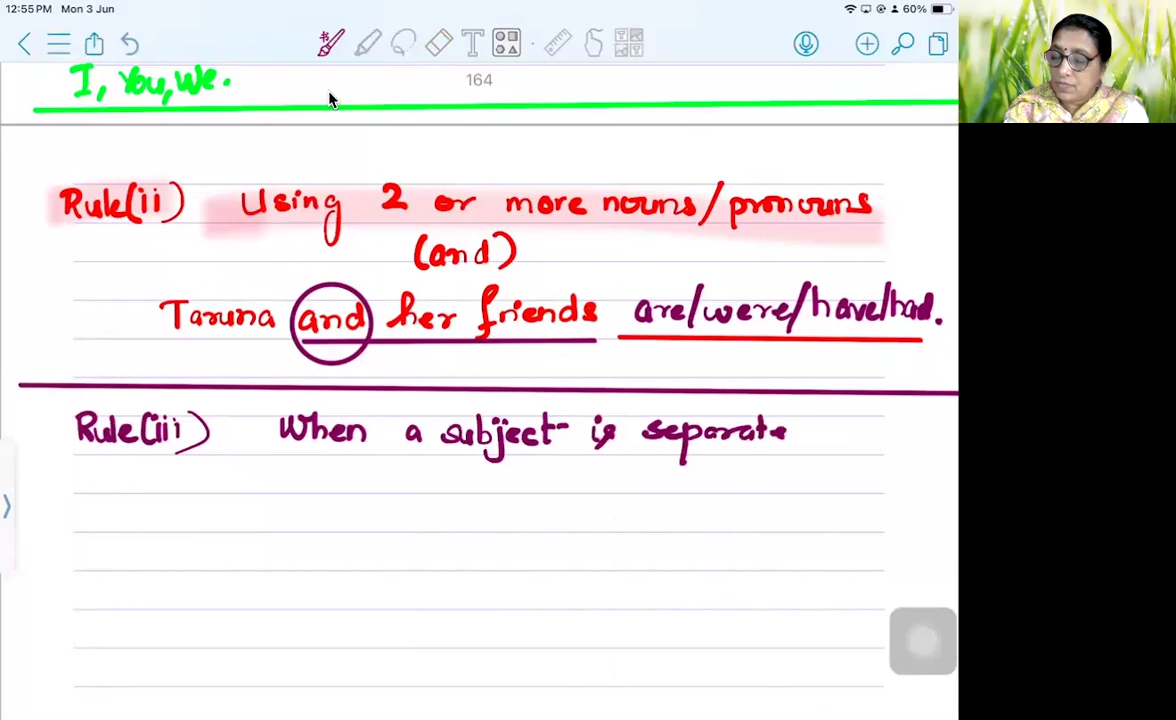 12:55 PM Mon 3 Jun 60%
I, You, We.
164
Rule(ii) Using 2 or more nouns/pronouns
(and)
Taruna and her friends are/were/have/had.
Rule(iii) When a subject is separate